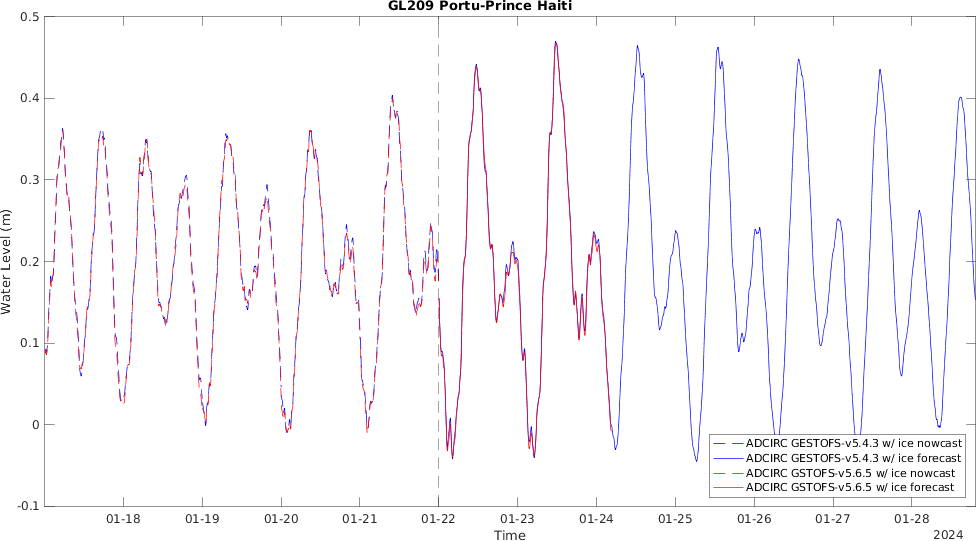 GL209 Portu-Prince Haiti
0.5
0.4
0.3
0.2
0.1
0
-0.1
Water Level (m)
01-18 01-19 01-20 01-21 01-22 01-23 01-24 01-25 01-26 01-27 01-28
Time
2024
ADCIRC GESTOFS-v5.4.3 w/ ice nowcast
ADCIRC GESTOFS-v5.4.3 w/ ice forecast
ADCIRC GSTOFS-v5.6.5 w/ ice nowcast
ADCIRC GSTOFS-v5.6.5 w/ ice forecast